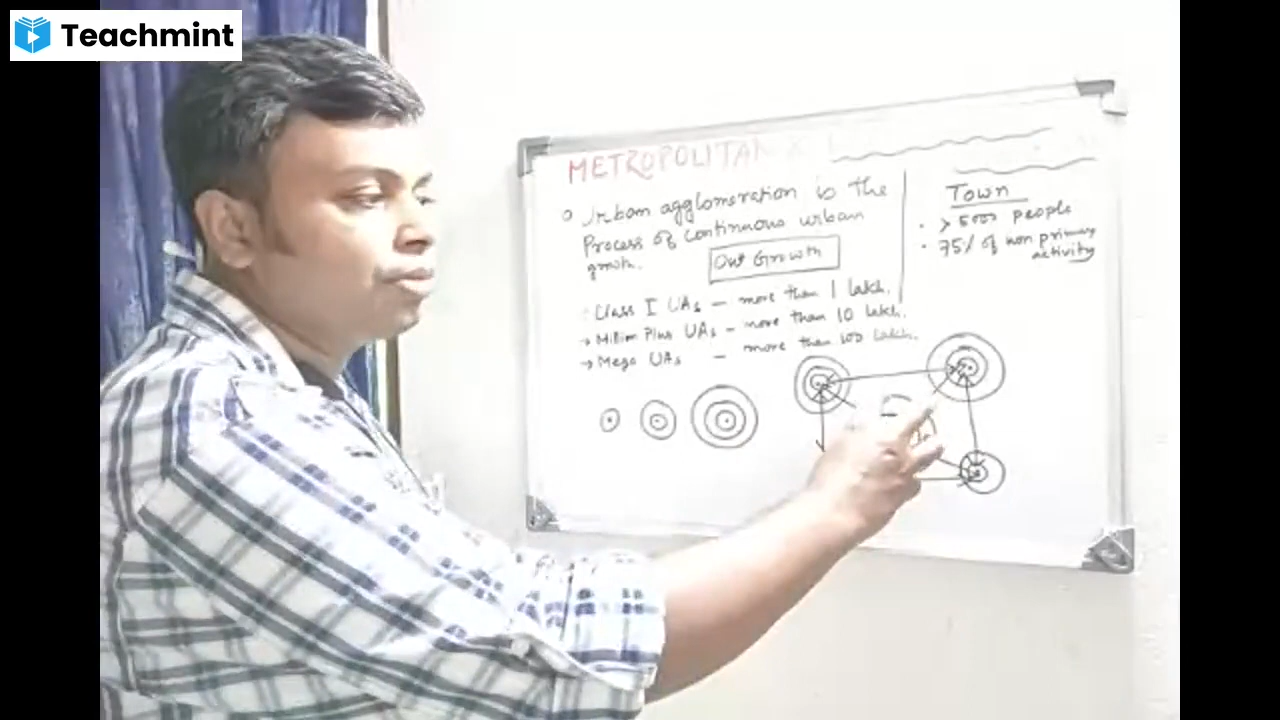 Teachmint
METROPOLITAN
Urban agglomeration is the
Process of continuous urban
growth.
Out Growth
Class I UAs — more than 1 lakh.
→ Millim Plus UAs — more than 10 lakh.
→ Mega UAs — more than 100 lakh.
Town
· > 5000 people
· 75% of non primary
activity